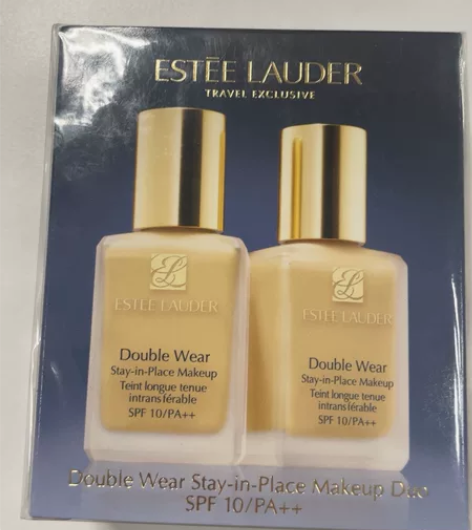 ESTĒE LAUDER
TRAVEL EXCLUSIVE
ESTĒE LAUDER
Double Wear
Stay-in-Place Makeup
Teint longue tenue
intransférable
SPF 10/PA++
ESTĒE LAUDER
Double Wear
Stay-in-Place Makeup
Teint longue tenue
intransférable
SPF 10/PA++
Double Wear Stay-in-Place Makeup Duo
SPF 10/PA++